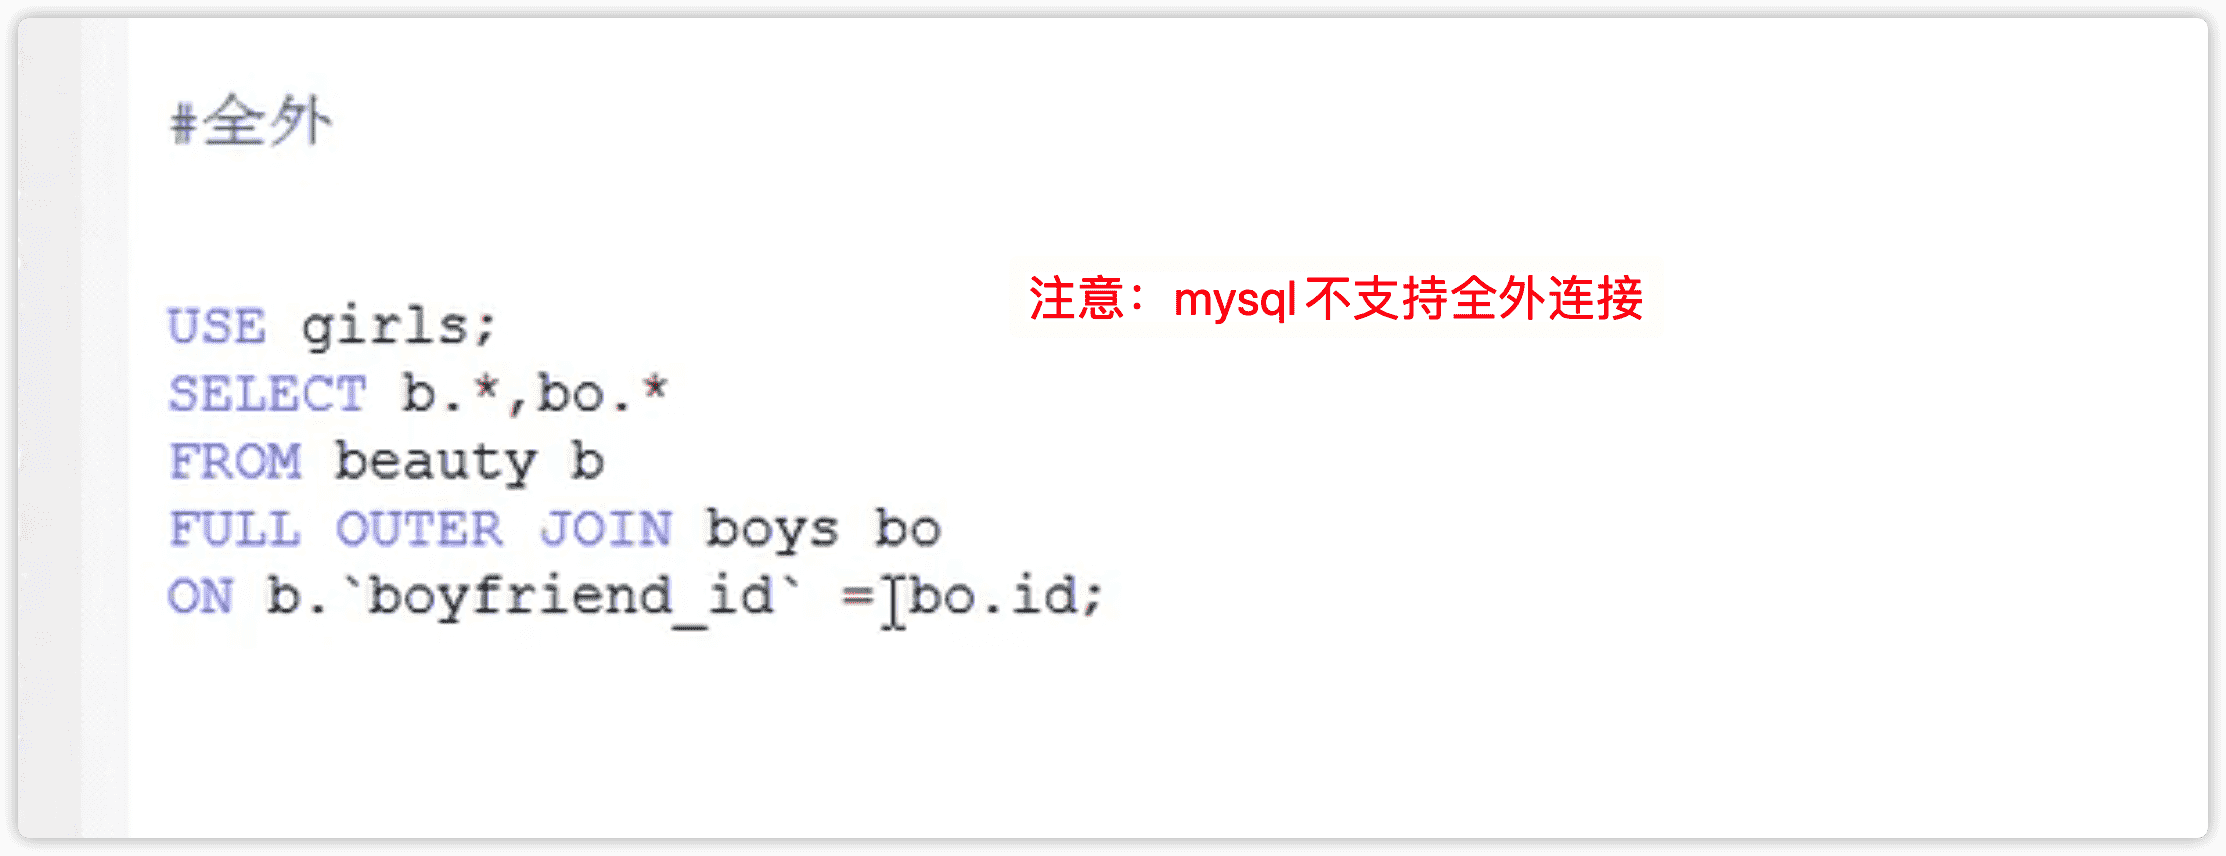 #全外
注意：mysql不支持全外连接
USE girls;
SELECT b.*,bo.*
FROM beauty b
FULL OUTER JOIN boys bo
ON b.`boyfriend_id` = bo.id;